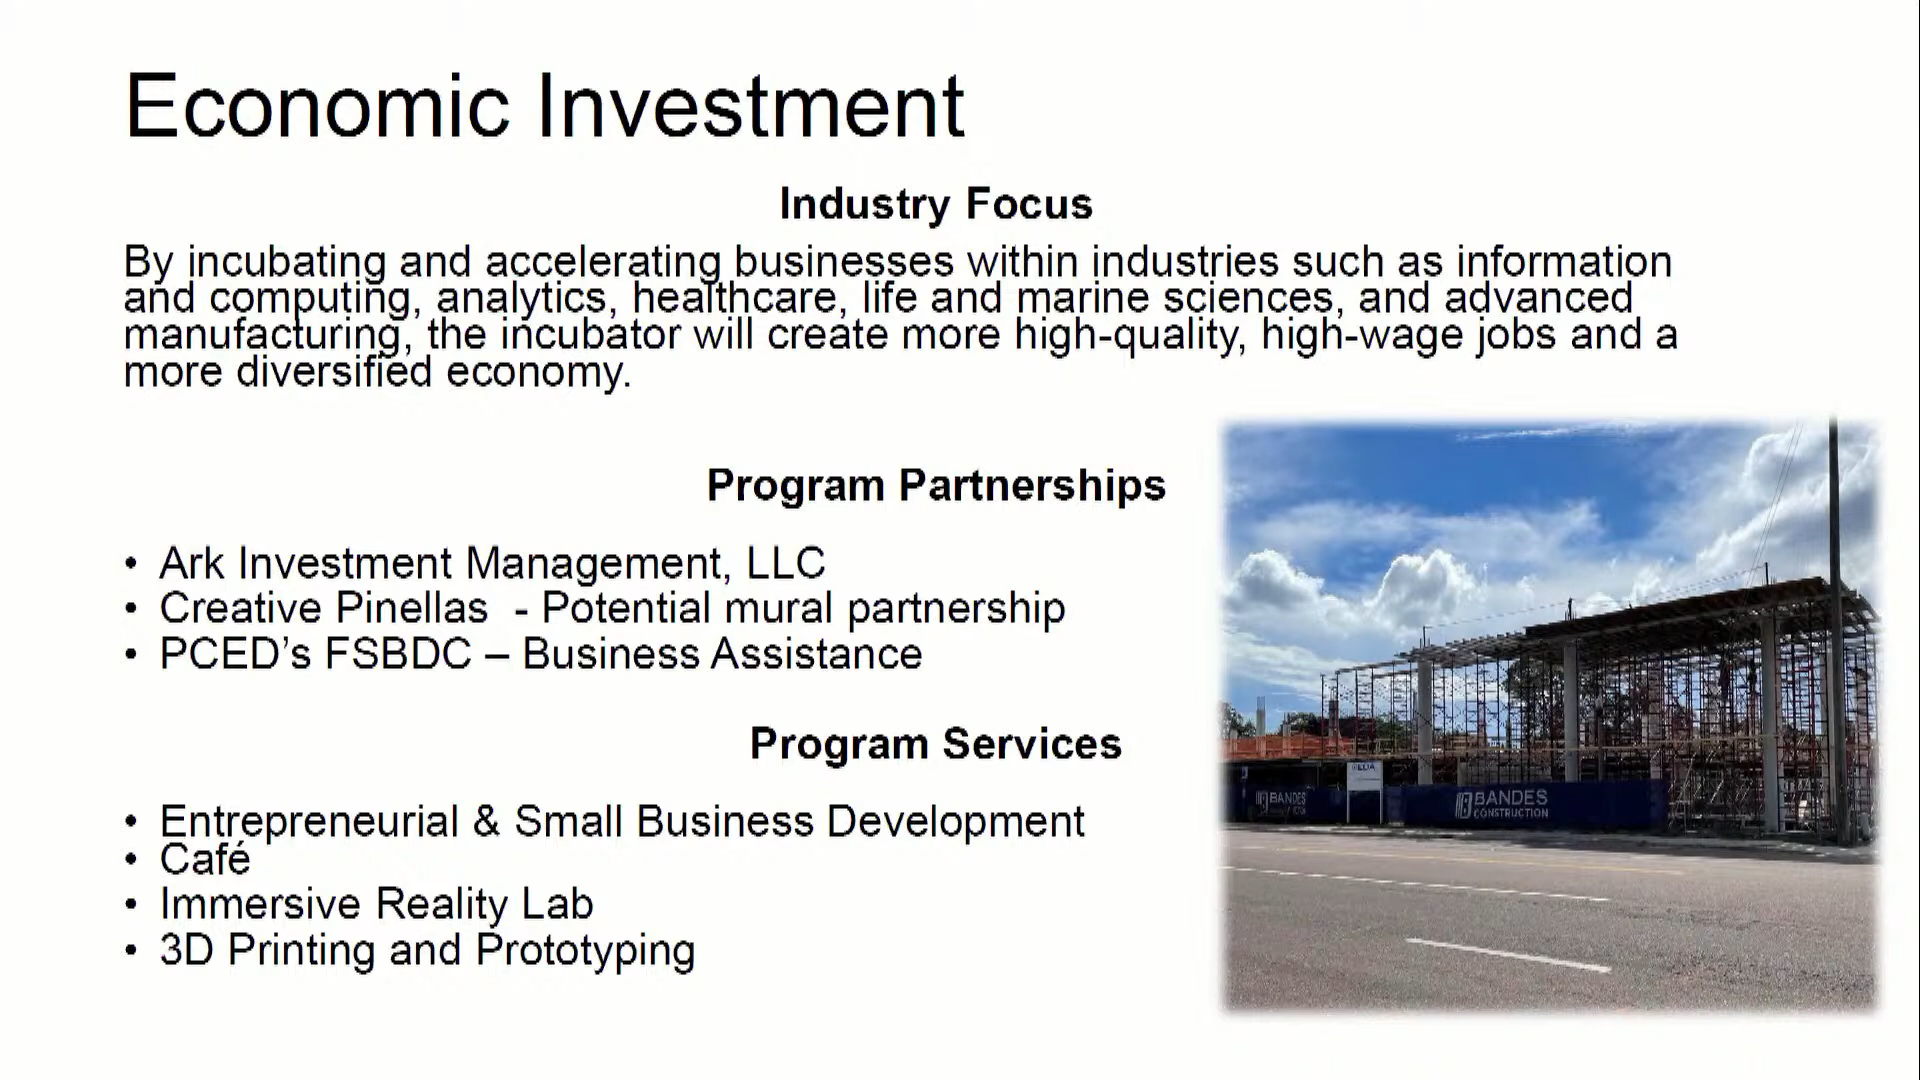 Economic Investment
Industry Focus
By incubating and accelerating businesses within industries such as information
and computing, analytics, healthcare, life and marine sciences, and advanced
manufacturing, the incubator will create more high-quality, high-wage jobs and a
more diversified economy.
Program Partnerships
• Ark Investment Management, LLC
• Creative Pinellas  - Potential mural partnership
• PCED’s FSBDC – Business Assistance
Program Services
• Entrepreneurial & Small Business Development
• Café
• Immersive Reality Lab
• 3D Printing and Prototyping
BANDES
BANDES
CONSTRUCTION